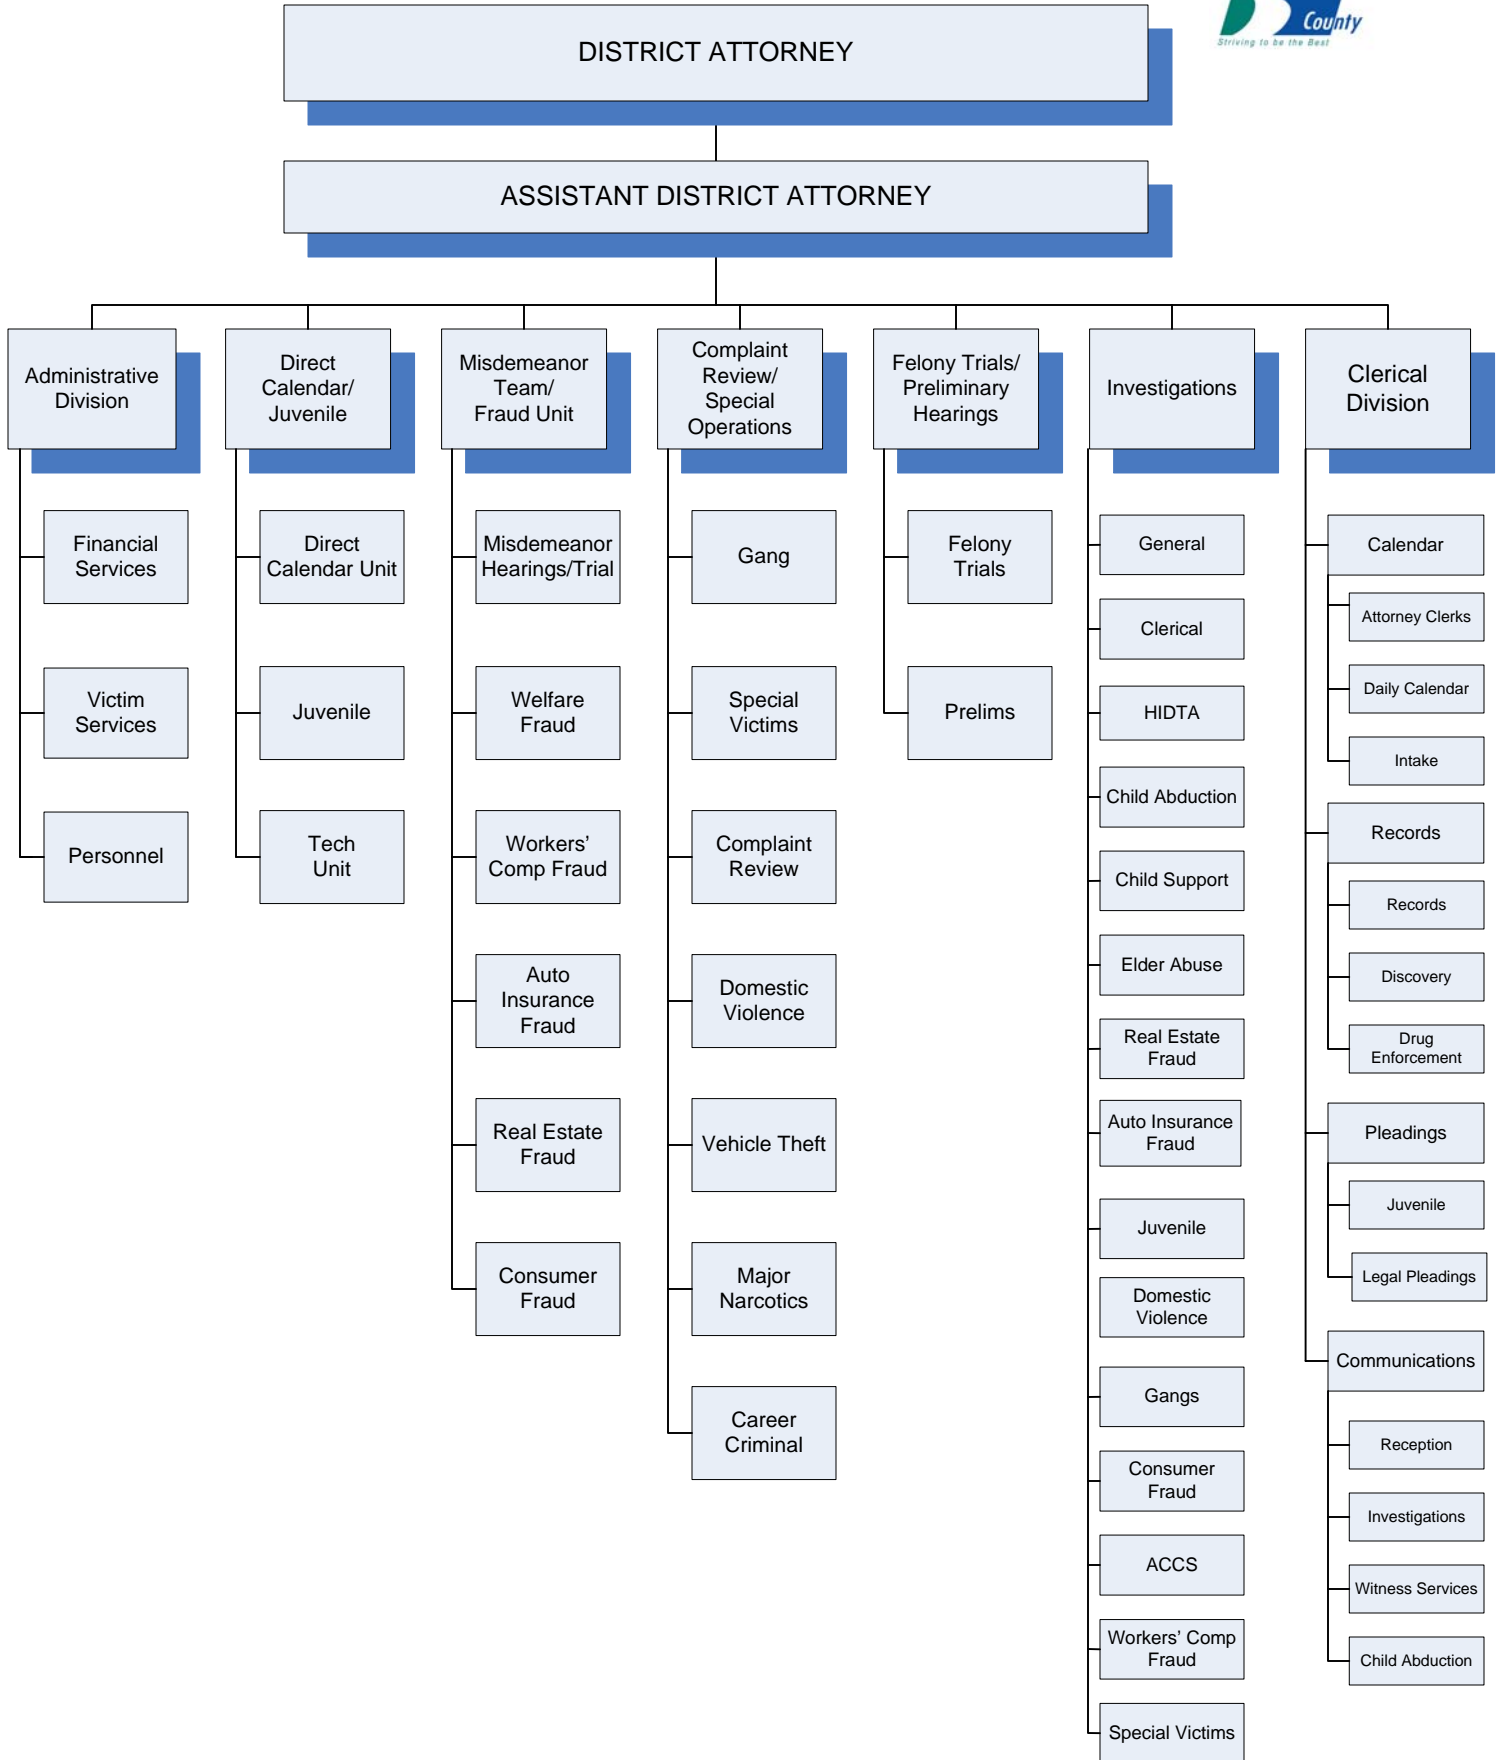 County
Striving to be the Best
DISTRICT ATTORNEY
ASSISTANT DISTRICT ATTORNEY
Administrative
Division
Financial
Services
Victim
Services
Personnel
Direct
Calendar/
Juvenile
Direct
Calendar Unit
Juvenile
Tech
Unit
Misdemeanor
Team/
Fraud Unit
Misdemeanor
Hearings/Trial
Welfare
Fraud
Workers’
Comp Fraud
Auto
Insurance
Fraud
Real Estate
Fraud
Consumer
Fraud
Complaint
Review/
Special
Operations
Gang
Special
Victims
Complaint
Review
Domestic
Violence
Vehicle Theft
Major
Narcotics
Career
Criminal
Felony Trials/
Preliminary
Hearings
Felony
Trials
Prelims
Investigations
General
Clerical
HIDTA
Child Abduction
Child Support
Elder Abuse
Real Estate
Fraud
Auto Insurance
Fraud
Juvenile
Domestic
Violence
Gangs
Consumer
Fraud
ACCS
Workers’ Comp
Fraud
Special Victims
Clerical
Division
Calendar
Attorney Clerks
Daily Calendar
Intake
Records
Records
Discovery
Drug
Enforcement
Pleadings
Juvenile
Legal Pleadings
Communications
Reception
Investigations
Witness Services
Child Abduction